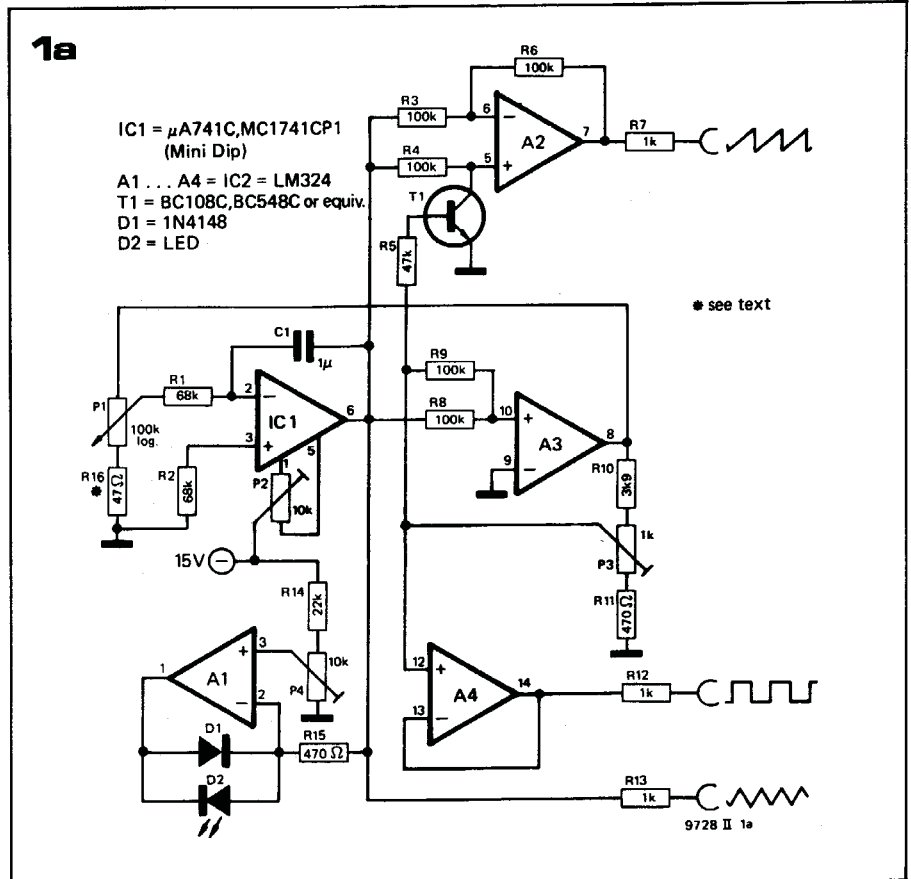 1a
IC1 = μA741C,MC1741CP1
(Mini Dip)
A1 . . . A4 = IC2 = LM324
T1 = BC108C,BC548C or equiv.
D1 = 1N4148
D2 = LED
R6
100k
R3
100k
6
−
A2
7
R7
1k
R4
100k
5
+
T1
R5
47k
* see text
C1
1μ
R9
100k
R1
68k
2
−
IC1
6
R8
100k
10
+
A3
8
P1
100k
log.
3
+
1
5
9
−
R10
3k9
R16
*
47Ω
R2
68k
P2
10k
1k
P3
15V −
R14
22k
R11
470 Ω
1
A1
+
3
10k
P4
12
+
A4
14
R12
1k
−
2
13
−
D1
R15
470 Ω
D2
R13
1k
9728 II 1a